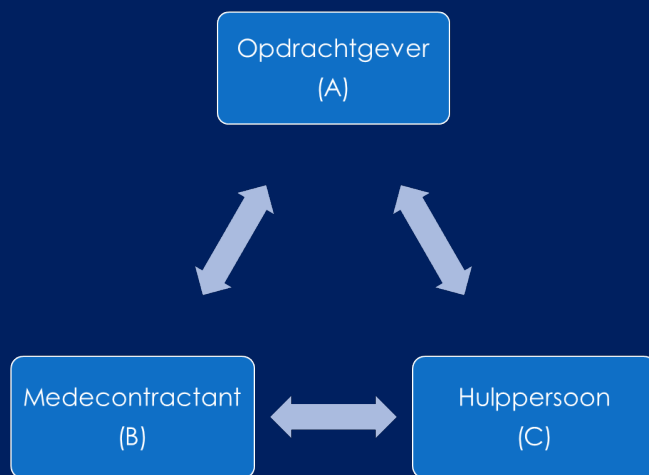 Opdrachtgever
(A)
Medecontractant
(B)
Hulppersoon
(C)